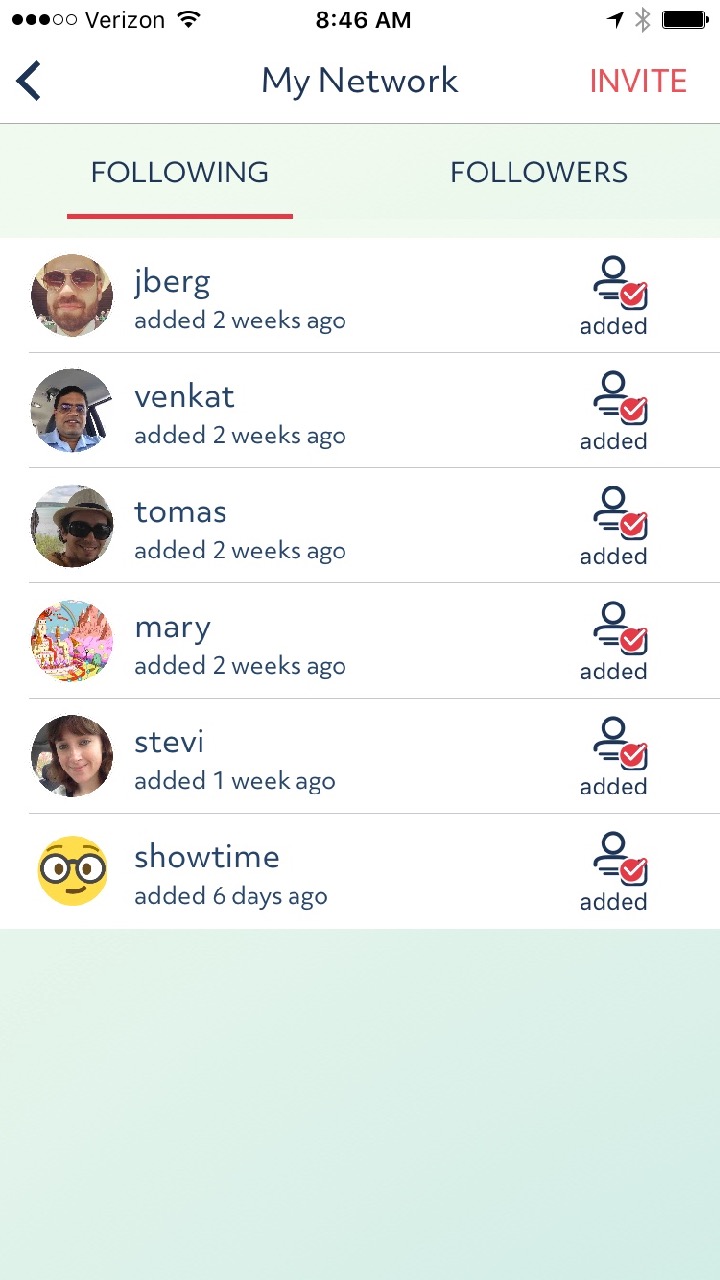 Verizon 8:46 AM
My Network INVITE
FOLLOWING FOLLOWERS
jberg
added 2 weeks ago added
venkat
added 2 weeks ago added
tomas
added 2 weeks ago added
mary
added 2 weeks ago added
stevi
added 1 week ago added
showtime
added 6 days ago added